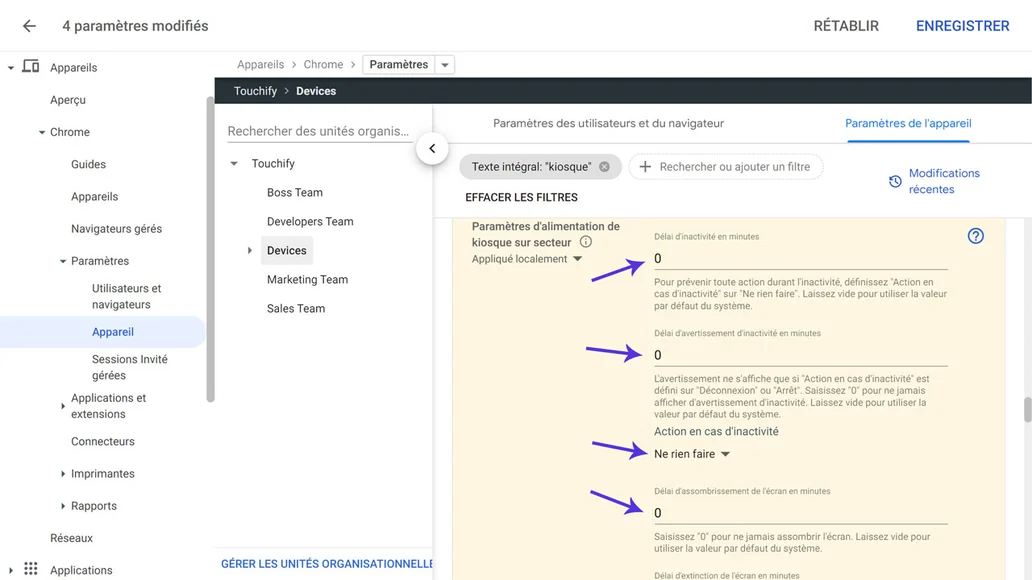 4 paramètres modifiés
RÉTABLIR
ENREGISTRER
Appareils
Aperçu
Chrome
Guides
Appareils
Navigateurs gérés
Paramètres
Utilisateurs et
navigateurs
Appareil
Sessions Invité
gérées
Applications et
extensions
Connecteurs
Imprimantes
Rapports
Réseaux
Applications
Appareils > Chrome > Paramètres
Touchify > Devices
Rechercher des unités organis...
Touchify
Boss Team
Developers Team
Devices
Marketing Team
Sales Team
GÉRER LES UNITÉS ORGANISATIONNELLE
Paramètres des utilisateurs et du navigateur
Paramètres de l'appareil
Texte intégral: "kiosque"
Rechercher ou ajouter un filtre
Modifications
récentes
EFFACER LES FILTRES
Paramètres d'alimentation de
kiosque sur secteur
Appliqué localement
Délai d'inactivité en minutes
0
Pour prévenir toute action durant l'inactivité, définissez "Action en
cas d'inactivité" sur "Ne rien faire". Laissez vide pour utiliser la valeur
par défaut du système.
Délai d'avertissement d'inactivité en minutes
0
L'avertissement ne s'affiche que si "Action en cas d'inactivité" est
défini sur "Déconnexion" ou "Arrêt". Saisissez "0" pour ne jamais
afficher d'avertissement d'inactivité. Laissez vide pour utiliser la
valeur par défaut du système.
Action en cas d'inactivité
Ne rien faire
Délai d'assombrissement de l'écran en minutes
0
Saisissez "0" pour ne jamais assombrir l'écran. Laissez vide pour
utiliser la valeur par défaut du système.
Délai d'extinction de l'écran en minutes